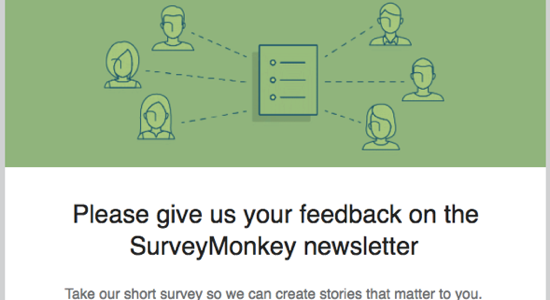 Please give us your feedback on the
SurveyMonkey newsletter
Take our short survey so we can create stories that matter to you.